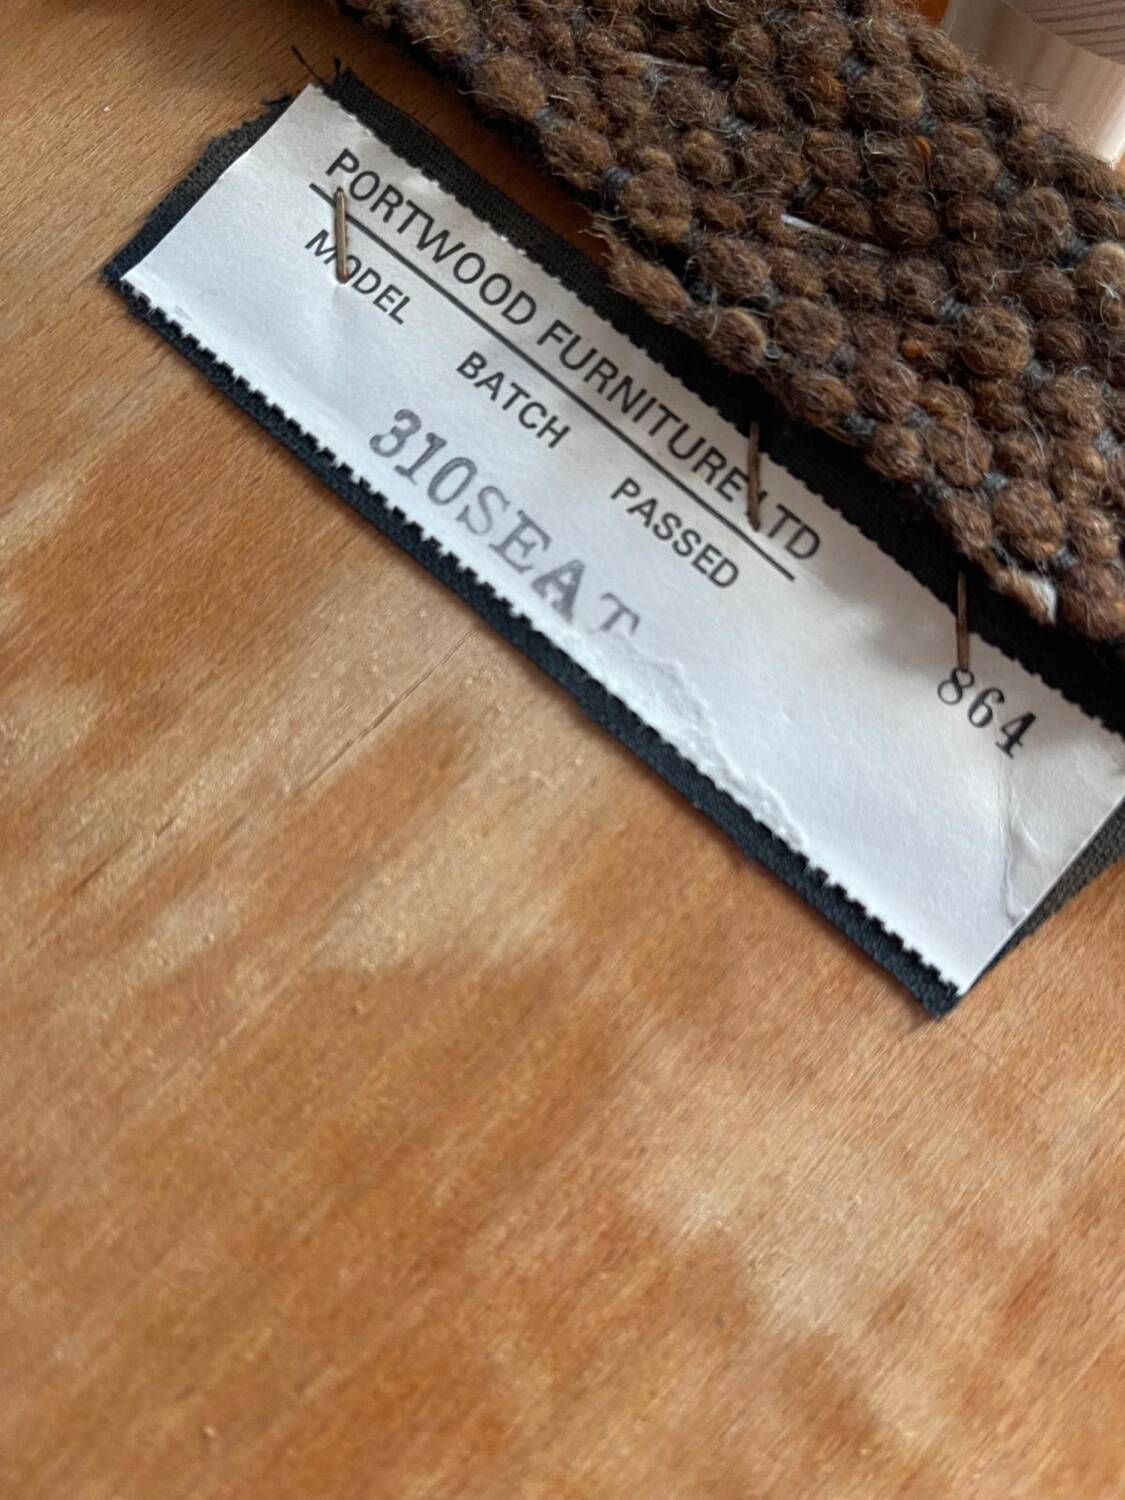 PORTWOOD FURNITURE LTD
MODEL BATCH PASSED
310SEAT
864